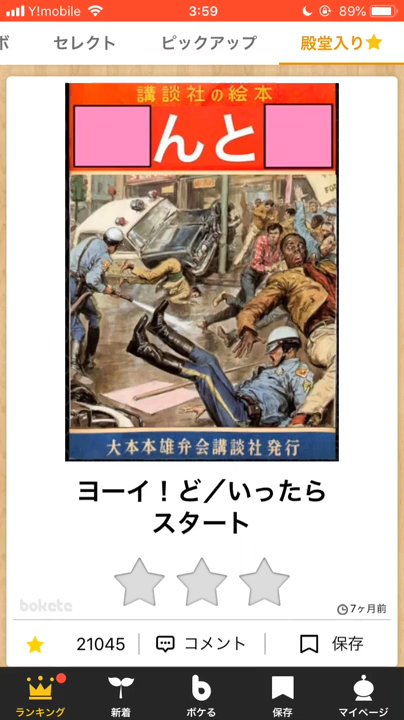 Y!mobile
3:59
89%
ボ
セレクト
ピックアップ
殿堂入り
講談社の絵本
んと
大本本雄弁会講談社発行
ヨーイ！ど／いったら
スタート
bokete
7ヶ月前
21045
コメント
保存
ランキング
新着
ボケる
保存
マイページ